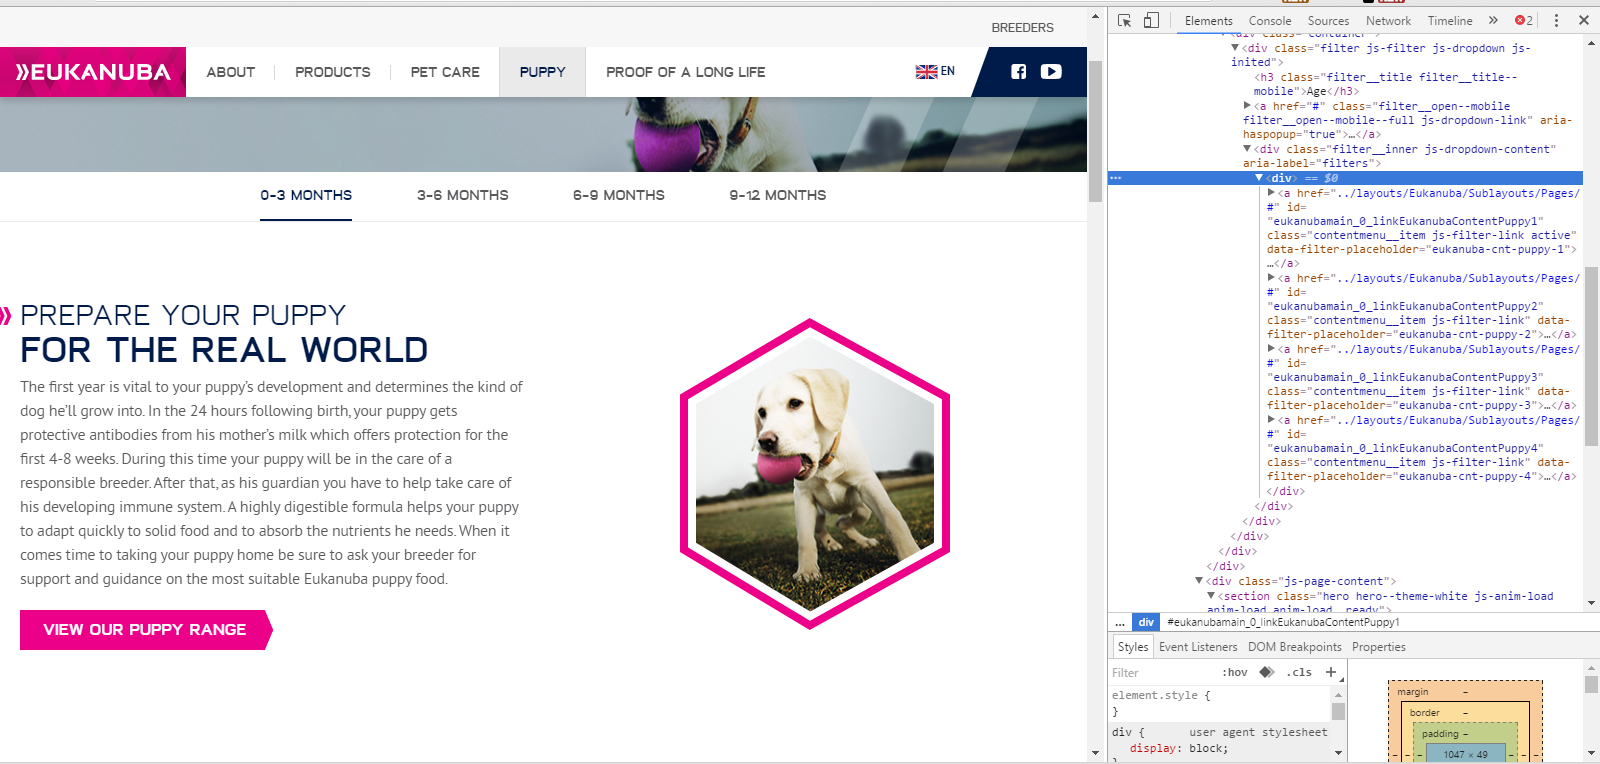 BREEDERS
EUKANUBA
ABOUT
PRODUCTS
PET CARE
PUPPY
PROOF OF A LONG LIFE
EN
0-3 MONTHS
3-6 MONTHS
6-9 MONTHS
9-12 MONTHS
PREPARE YOUR PUPPY
FOR THE REAL WORLD
The first year is vital to your puppy's development and determines the kind of
dog he'll grow into. In the 24 hours following birth, your puppy gets
protective antibodies from his mother's milk which offers protection for the
first 4-8 weeks. During this time your puppy will be in the care of a
responsible breeder. After that, as his guardian you have to help take care of
his developing immune system. A highly digestible formula helps your puppy
to adapt quickly to solid food and to absorb the nutrients he needs. When it
comes time to taking your puppy home be sure to ask your breeder for
support and guidance on the most suitable Eukanuba puppy food.
VIEW OUR PUPPY RANGE
Elements Console Sources Network Timeline » 2
<div class="container">
<div class="filter js-filter js-dropdown js-
inited">
<h3 class="filter__title filter__title--
mobile">Age</h3>
<a href="#" class="filter__open--mobile
filter__open--mobile--full js-dropdown-link" aria-
haspopup="true">…</a>
<div class="filter__inner js-dropdown-content"
aria-label="filters">
… <div> == $0
<a href="../layouts/Eukanuba/Sublayouts/Pages/
#" id=
"eukanubamain_0_linkEukanubaContentPuppy1"
class="contentmenu__item js-filter-link active"
data-filter-placeholder="eukanuba-cnt-puppy-1">
…</a>
<a href="../layouts/Eukanuba/Sublayouts/Pages/
#" id=
"eukanubamain_0_linkEukanubaContentPuppy2"
class="contentmenu__item js-filter-link" data-
filter-placeholder="eukanuba-cnt-puppy-2">…</a>
<a href="../layouts/Eukanuba/Sublayouts/Pages/
#" id=
"eukanubamain_0_linkEukanubaContentPuppy3"
class="contentmenu__item js-filter-link" data-
filter-placeholder="eukanuba-cnt-puppy-3">…</a>
<a href="../layouts/Eukanuba/Sublayouts/Pages/
#" id=
"eukanubamain_0_linkEukanubaContentPuppy4"
class="contentmenu__item js-filter-link" data-
filter-placeholder="eukanuba-cnt-puppy-4">…</a>
</div>
</div>
</div>
</div>
</div>
</div>
<div class="js-page-content">
<section class="hero hero--theme-white js-anim-load
anim-load anim-load--ready">
... div #eukanubamain_0_linkEukanubaContentPuppy1
Styles Event Listeners DOM Breakpoints Properties
Filter :hov .cls +
element.style {
}
div { user agent stylesheet
display: block;
margin –
border –
padding –
1047 × 49